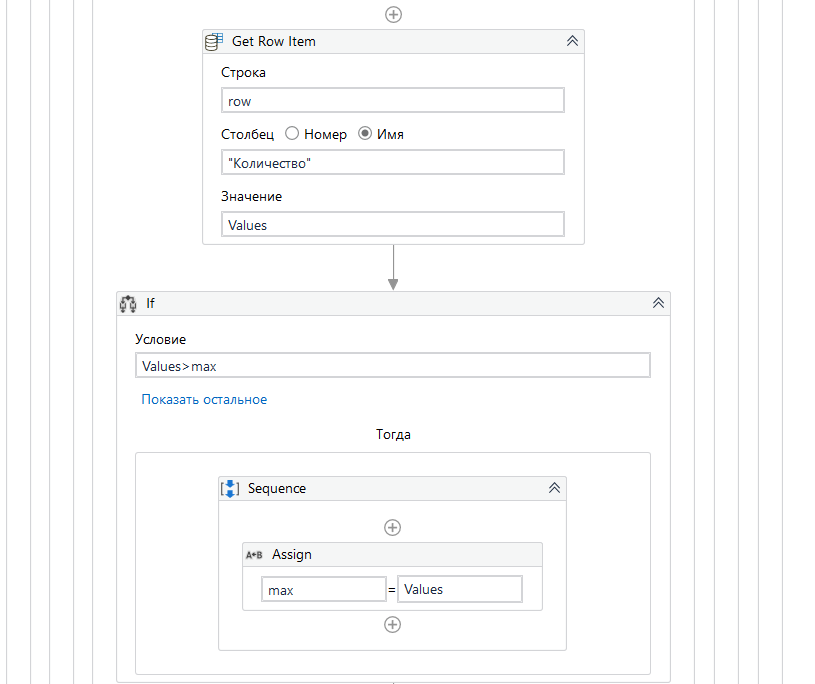 Get Row Item
Строка
row
Столбец Номер Имя
"Количество"
Значение
Values
If
Условие
Values>max
Показать остальное
Тогда
Sequence
A+B Assign
max = Values